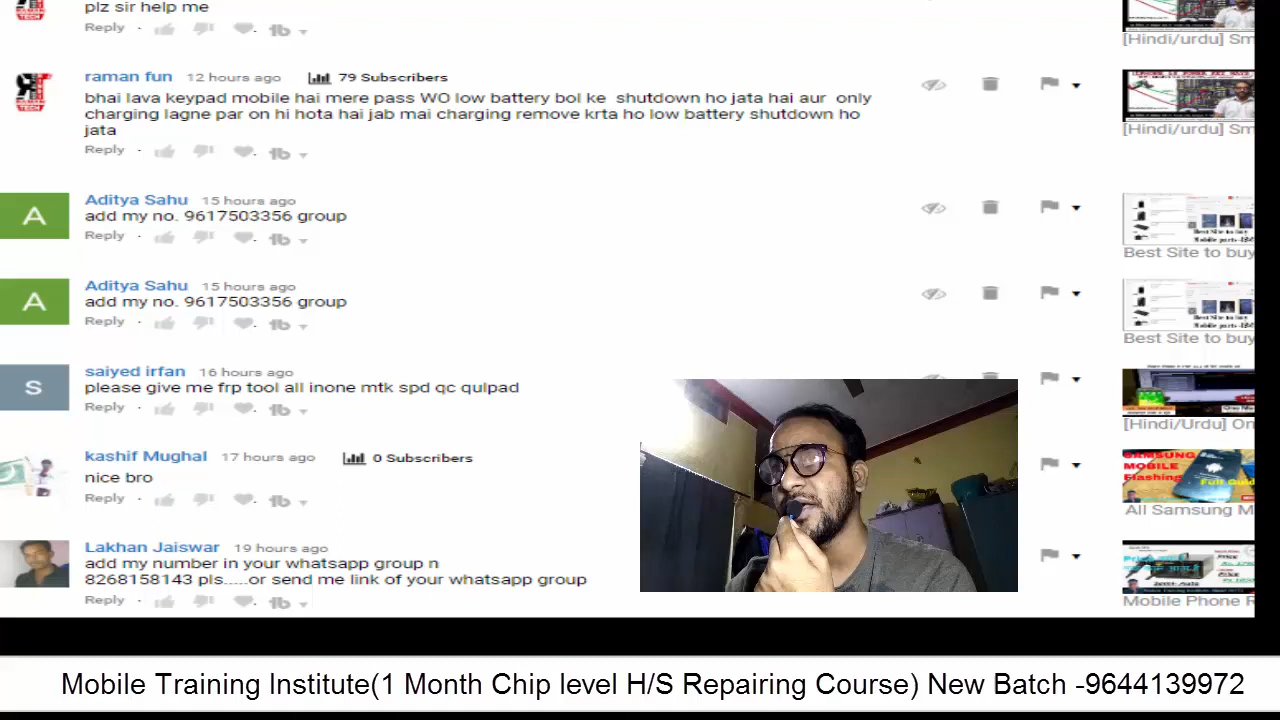 plz sir help me
Reply
[Hindi/urdu] Sm
raman fun 12 hours ago 79 Subscribers
bhai lava keypad mobile hai mere pass WO low battery bol ke shutdown ho jata hai aur only
charging lagne par on hi hota hai jab mai charging remove krta ho low battery shutdown ho
jata
Reply
[Hindi/urdu] Sm
Aditya Sahu 15 hours ago
add my no. 9617503356 group
Reply
Best Site to buy
Aditya Sahu 15 hours ago
add my no. 9617503356 group
Reply
Best Site to buy
S
saiyed irfan 16 hours ago
please give me frp tool all inone mtk spd qc qulpad
Reply
[Hindi/Urdu] On
kashif Mughal 17 hours ago 0 Subscribers
nice bro
Reply
SAMSUNG
MOBILE
Flashing
Full Guid
All Samsung M
Lakhan Jaiswar 19 hours ago
add my number in your whatsapp group n
8268158143 pls.....or send me link of your whatsapp group
Reply
Mobile Phone R
A
A
Mobile Training Institute(1 Month Chip level H/S Repairing Course) New Batch -9644139972